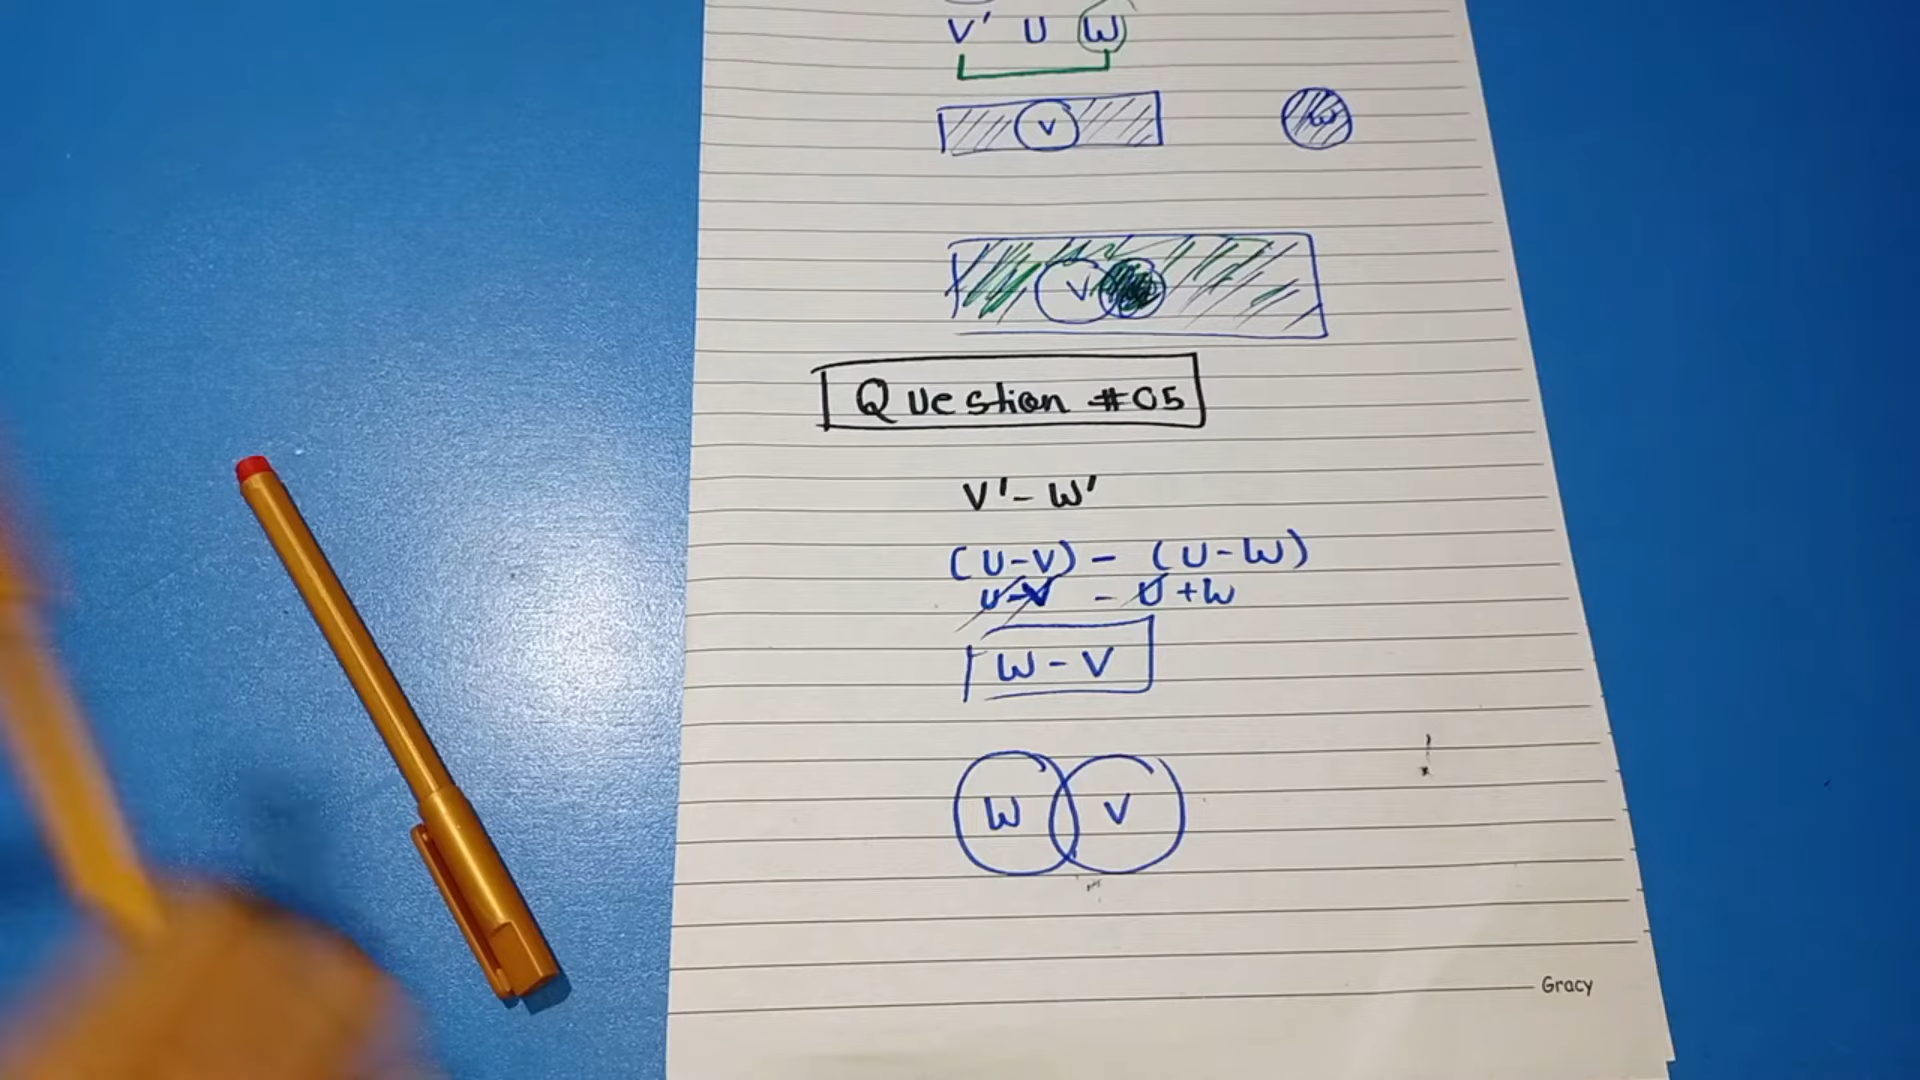 V' U W
V W
V
Question #05
V' - W'
(U-V) - (U-W)
U-V - U+W
W - V
W V
Gracy